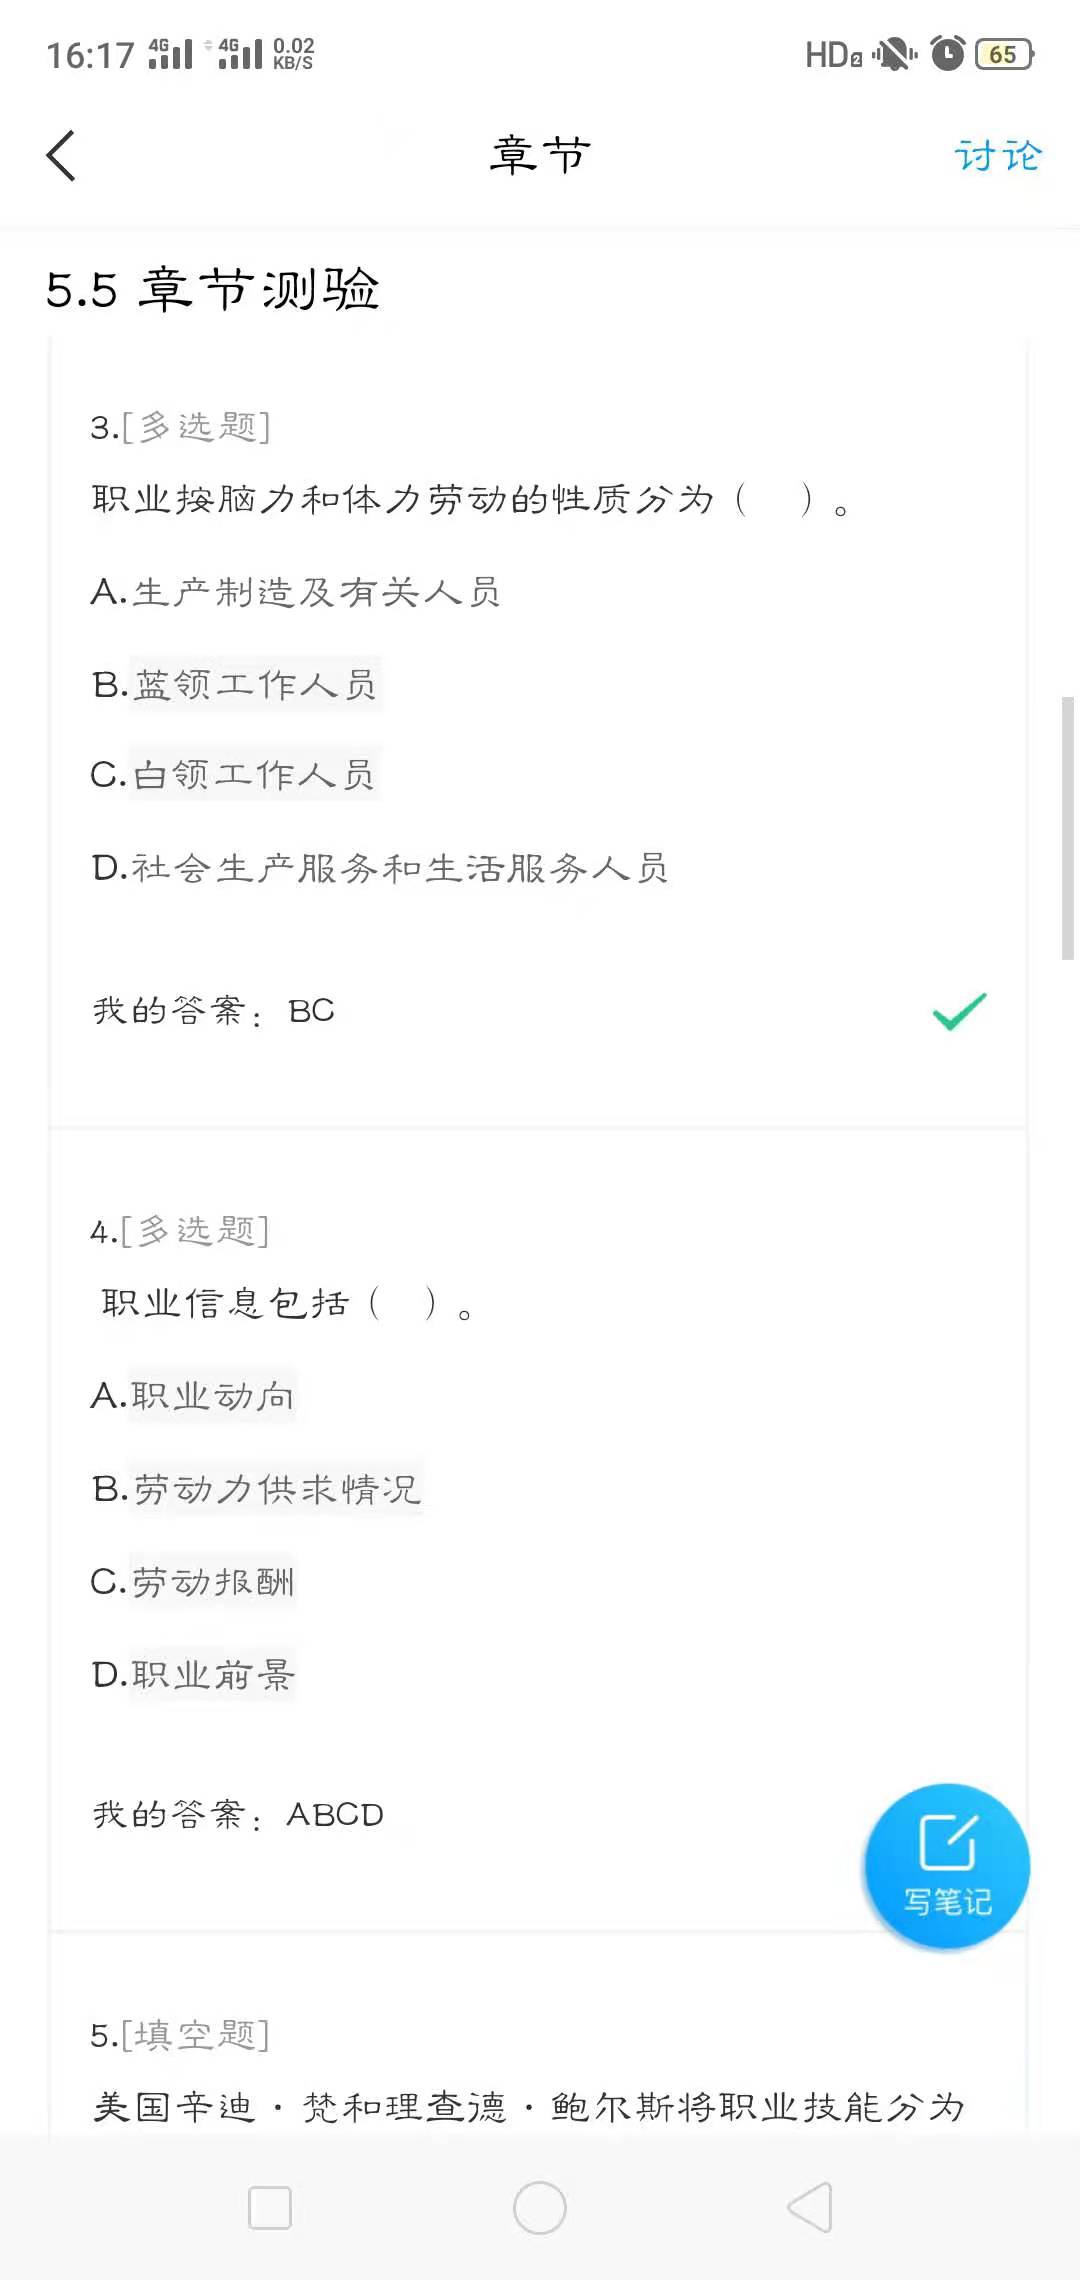 16:17 4G 4G 0.02 KB/S HD2 65
章节 讨论
5.5 章节测验
3.[多选题]
职业按脑力和体力劳动的性质分为（ ）。
A.生产制造及有关人员
B.蓝领工作人员
C.白领工作人员
D.社会生产服务和生活服务人员
我的答案：BC
4.[多选题]
职业信息包括（ ）。
A.职业动向
B.劳动力供求情况
C.劳动报酬
D.职业前景
我的答案：ABCD
写笔记
5.[填空题]
美国辛迪·梵和理查德·鲍尔斯将职业技能分为